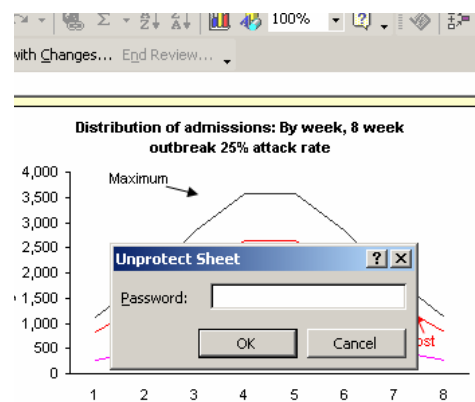 100%
with Changes... End Review...
Distribution of admissions: By week, 8 week
outbreak 25% attack rate
4,000
Maximum
3,500
3,000
2,500
Unprotect Sheet
2,000
Password:
1,500
1,000
OK Cancel
500
0
1 2 3 4 5 6 7 8